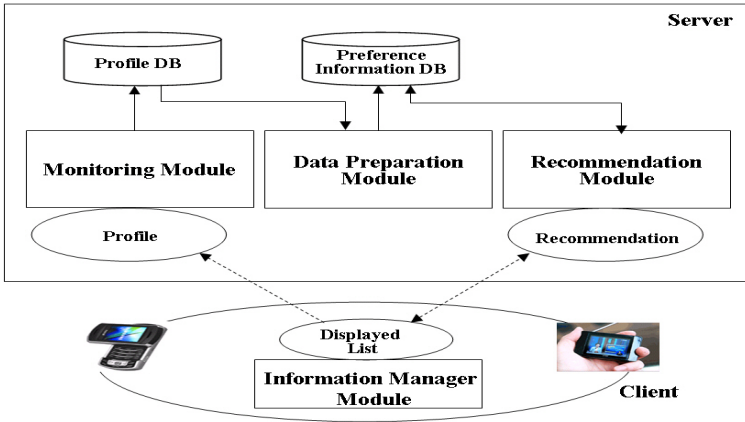 Server
Profile DB
Preference
Information DB
Monitoring Module
Data Preparation
Module
Recommendation
Module
Profile
Recommendation
Displayed
List
Information Manager
Module
Client